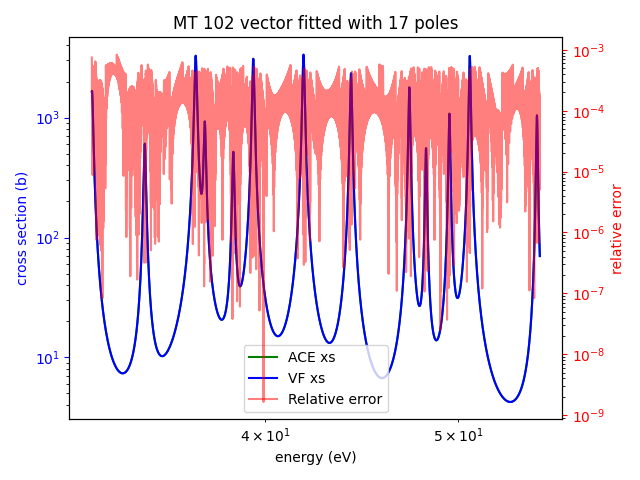 MT 102 vector fitted with 17 poles
cross section (b)
10³
10²
10¹
10⁻³
10⁻⁴
10⁻⁵
10⁻⁶
10⁻⁷
10⁻⁸
10⁻⁹
relative error
ACE xs
VF xs
Relative error
4 × 10¹
5 × 10¹
energy (eV)